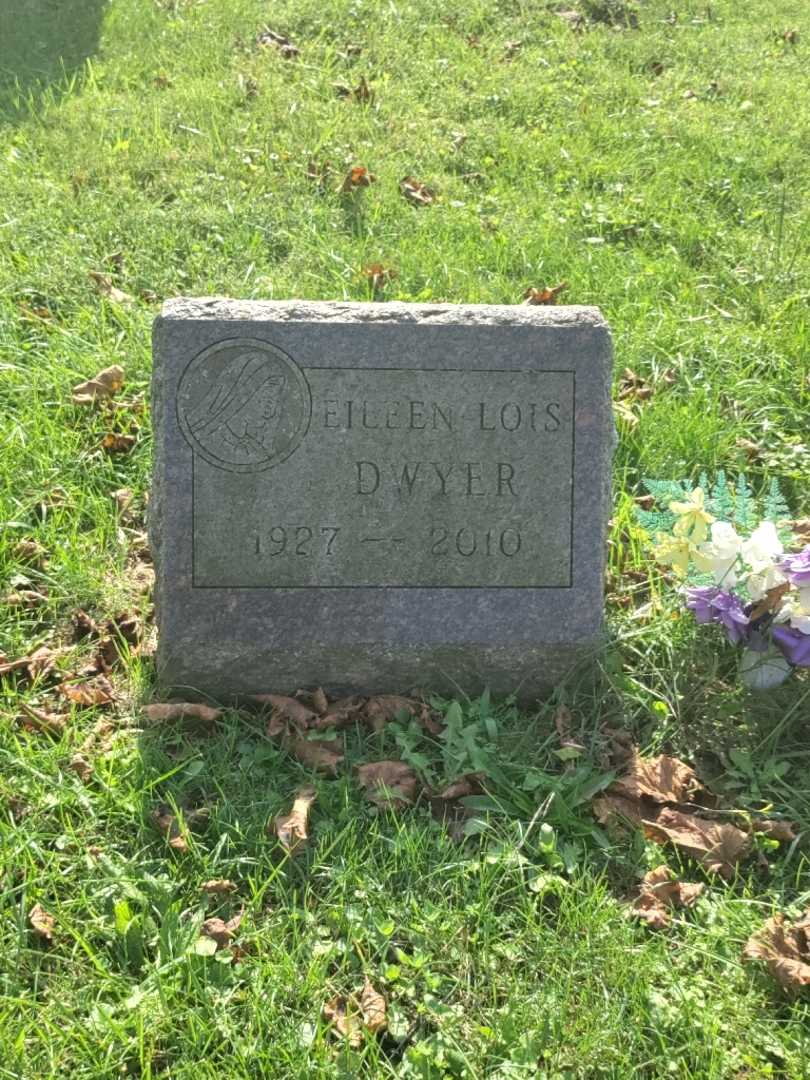 EILEEN LOIS
DWYER
1927 — 2010